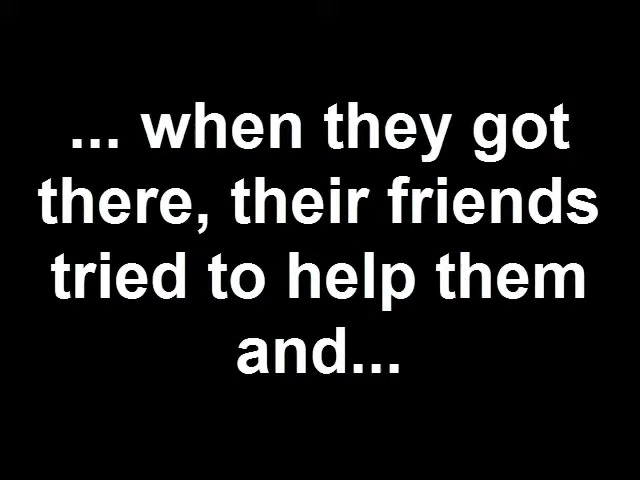 ... when they got
there, their friends
tried to help them
and...